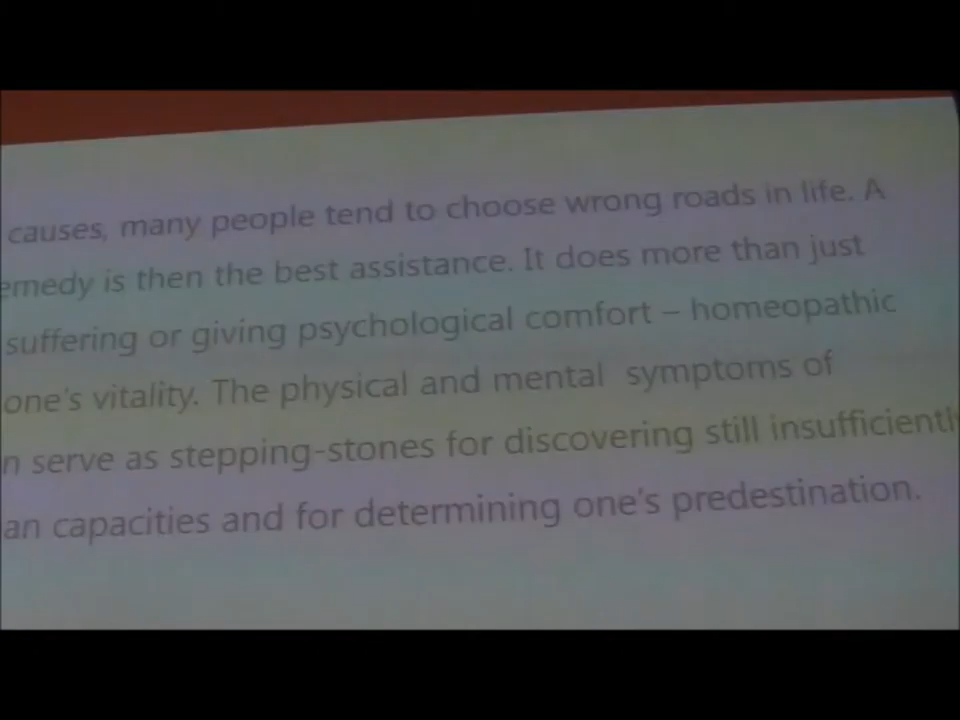 causes, many people tend to choose wrong roads in life. A
emedy is then the best assistance. It does more than just
suffering or giving psychological comfort – homeopathic
one's vitality. The physical and mental symptoms of
n serve as stepping-stones for discovering still insufficientl
an capacities and for determining one's predestination.